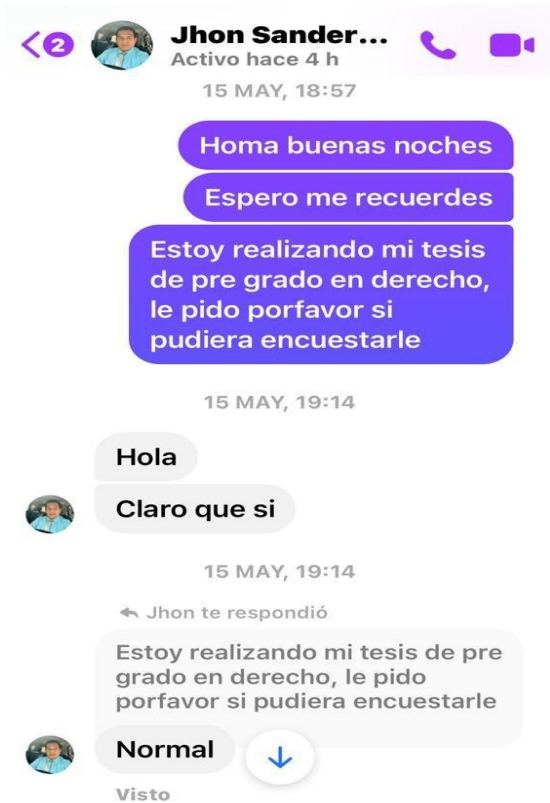 2
Jhon Sander...
Activo hace 4 h
15 MAY, 18:57
Homa buenas noches
Espero me recuerdes
Estoy realizando mi tesis
de pre grado en derecho,
le pido porfavor si
pudiera encuestarle
15 MAY, 19:14
Hola
Claro que si
15 MAY, 19:14
Jhon te respondió
Estoy realizando mi tesis de pre
grado en derecho, le pido
porfavor si pudiera encuestarle
Normal
Visto